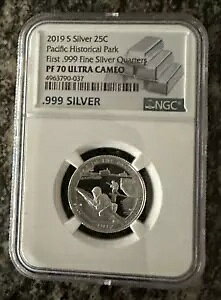 2019 S Silver 25C
Pacific Historical Park
First .999 Fine Silver Quarters
PF 70 ULTRA CAMEO
4963790-037
.999 SILVER
NGC